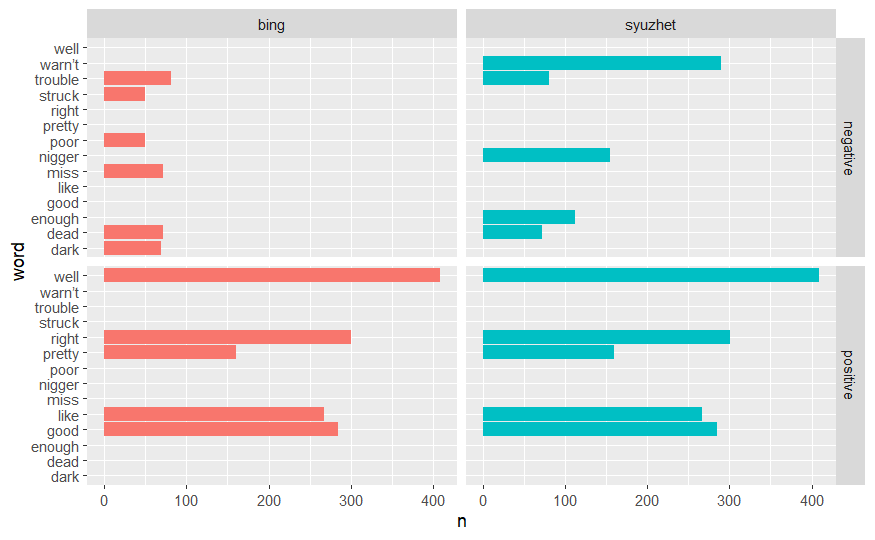 bing syuzhet
well
warn't
trouble
struck
right
pretty
poor
nigger
miss
like
good
enough
dead
dark
negative
word
well
warn't
trouble
struck
right
pretty
poor
nigger
miss
like
good
enough
dead
dark
positive
0 100 200 300 400 0 100 200 300 400
n